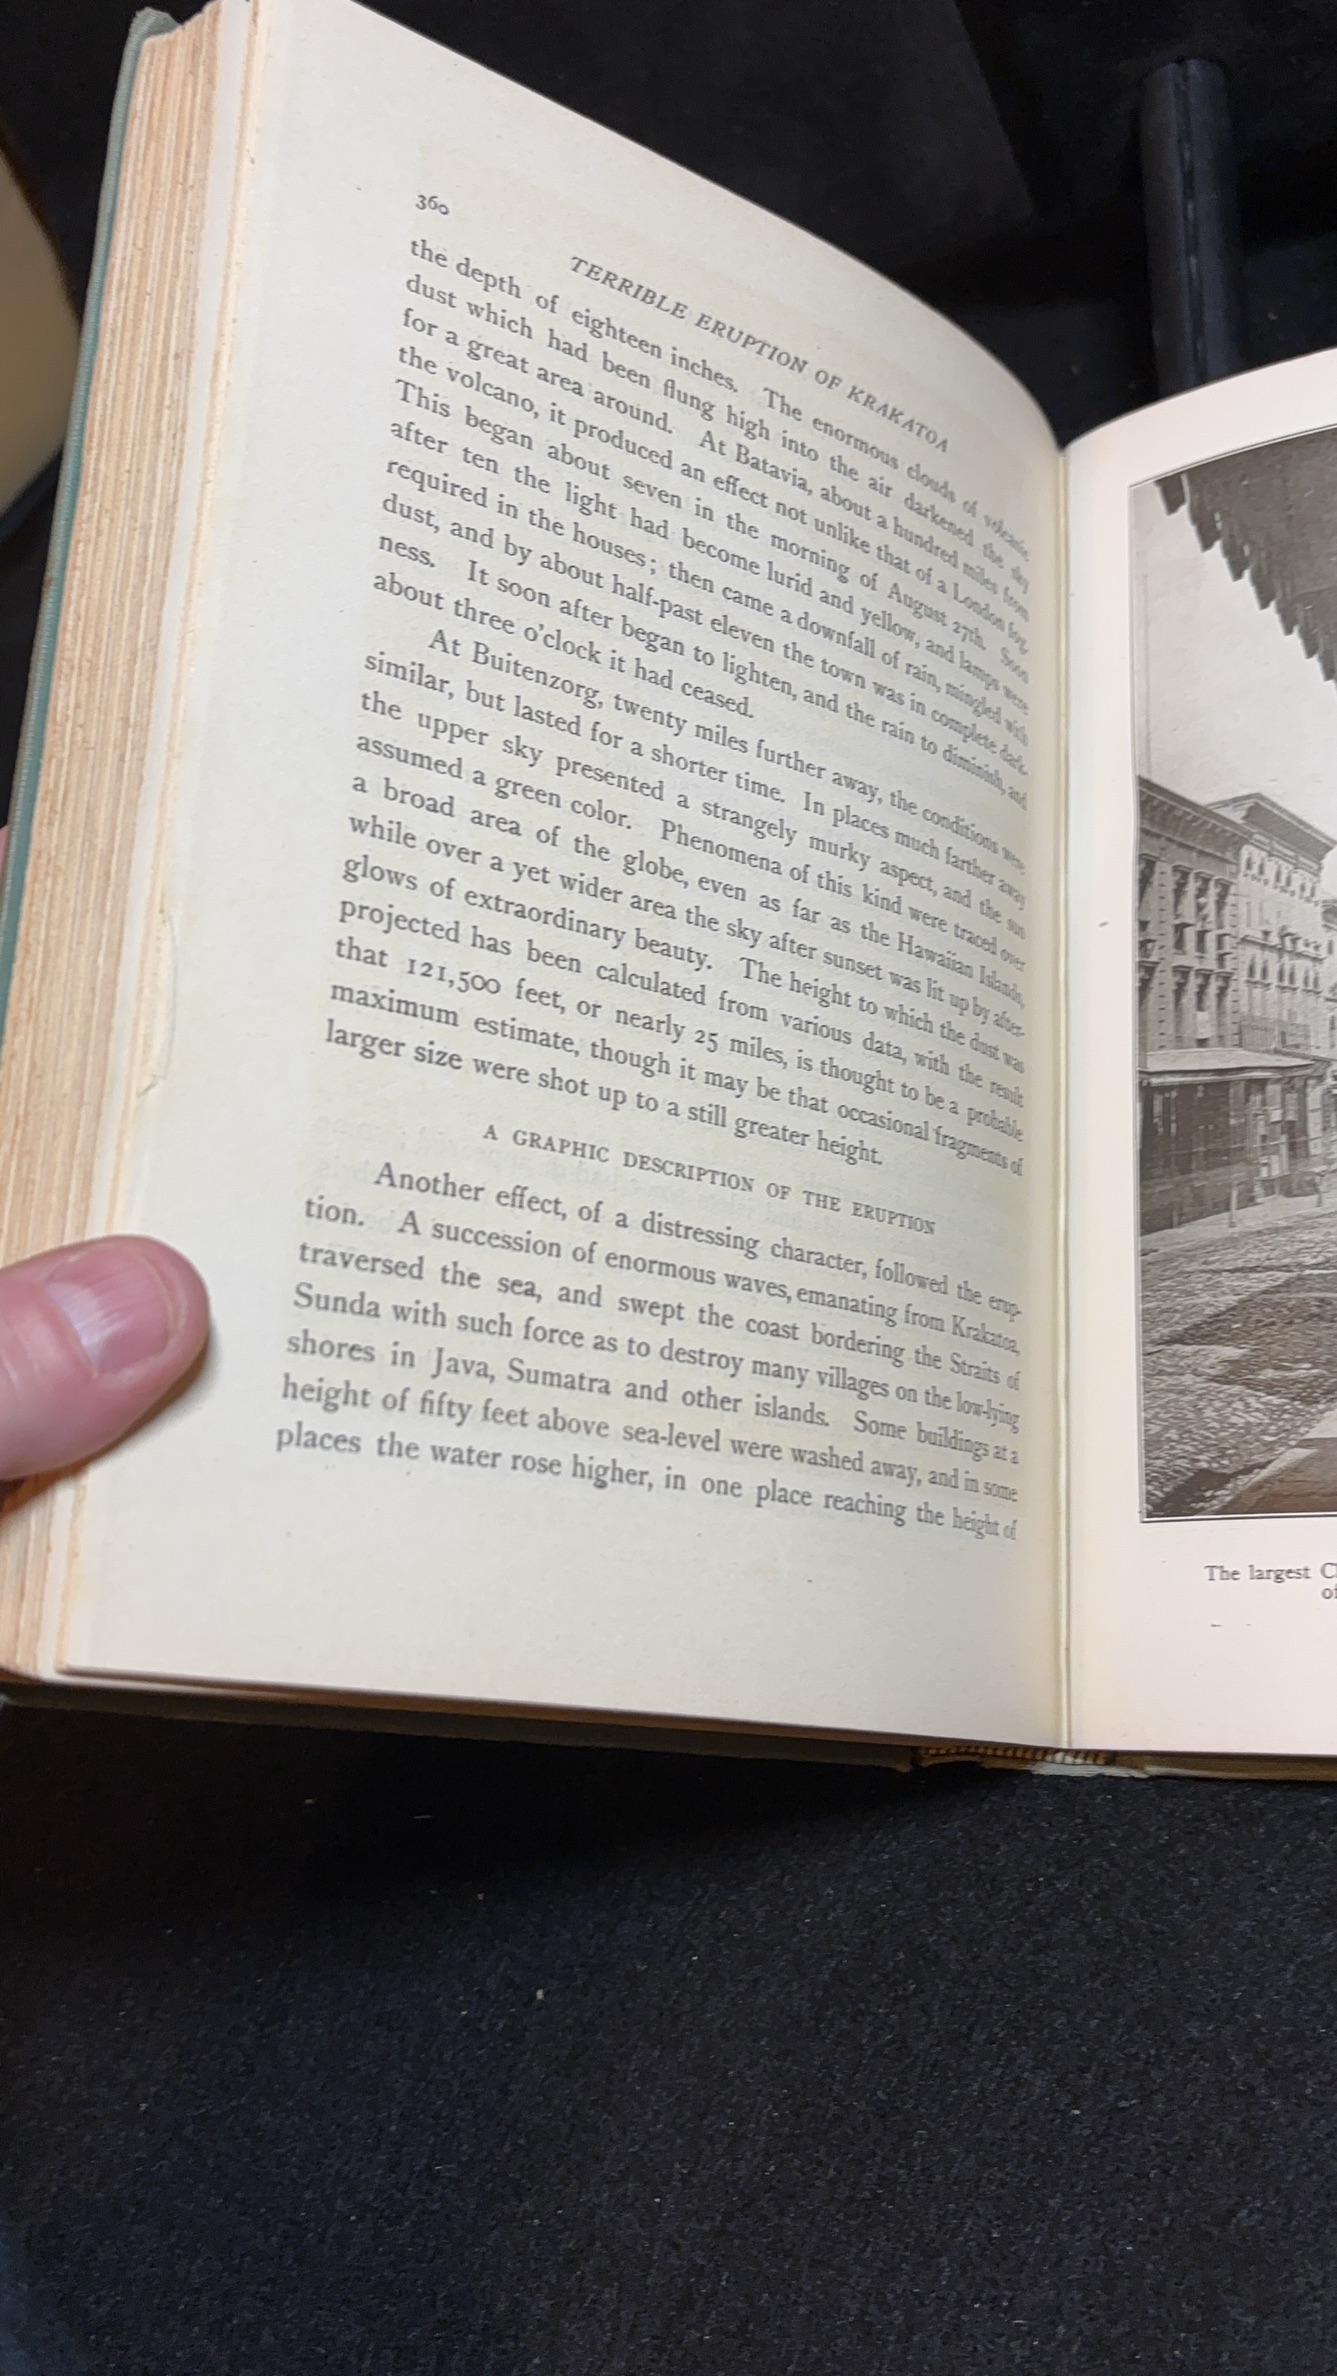 360
TERRIBLE ERUPTION OF KRAKATOA
the depth of eighteen inches. The enormous clouds of volcanic
dust which had been flung high into the air darkened the sky
for a great area around. At Batavia, about a hundred miles from
the volcano, it produced an effect not unlike that of a London fog.
This began about seven in the morning of August 27th. Soon
after ten the light had become lurid and yellow, and lamps were
required in the houses; then came a downfall of rain, mingled with
dust, and by about half-past eleven the town was in complete dark-
ness. It soon after began to lighten, and the rain to diminish, and
about three o'clock it had ceased.
At Buitenzorg, twenty miles further away, the conditions were
similar, but lasted for a shorter time. In places much farther away
the upper sky presented a strangely murky aspect, and the sun
assumed a green color. Phenomena of this kind were traced over
a broad area of the globe, even as far as the Hawaiian Islands,
while over a yet wider area the sky after sunset was lit up by after-
glows of extraordinary beauty. The height to which the dust was
projected has been calculated from various data, with the result
that 121,500 feet, or nearly 25 miles, is thought to be a probable
maximum estimate, though it may be that occasional fragments of
larger size were shot up to a still greater height.
A GRAPHIC DESCRIPTION OF THE ERUPTION
Another effect, of a distressing character, followed the erup-
tion. A succession of enormous waves, emanating from Krakatoa,
traversed the sea, and swept the coast bordering the Straits of
Sunda with such force as to destroy many villages on the low-lying
shores in Java, Sumatra and other islands. Some buildings at a
height of fifty feet above sea-level were washed away, and in some
places the water rose higher, in one place reaching the height of
The largest C
of